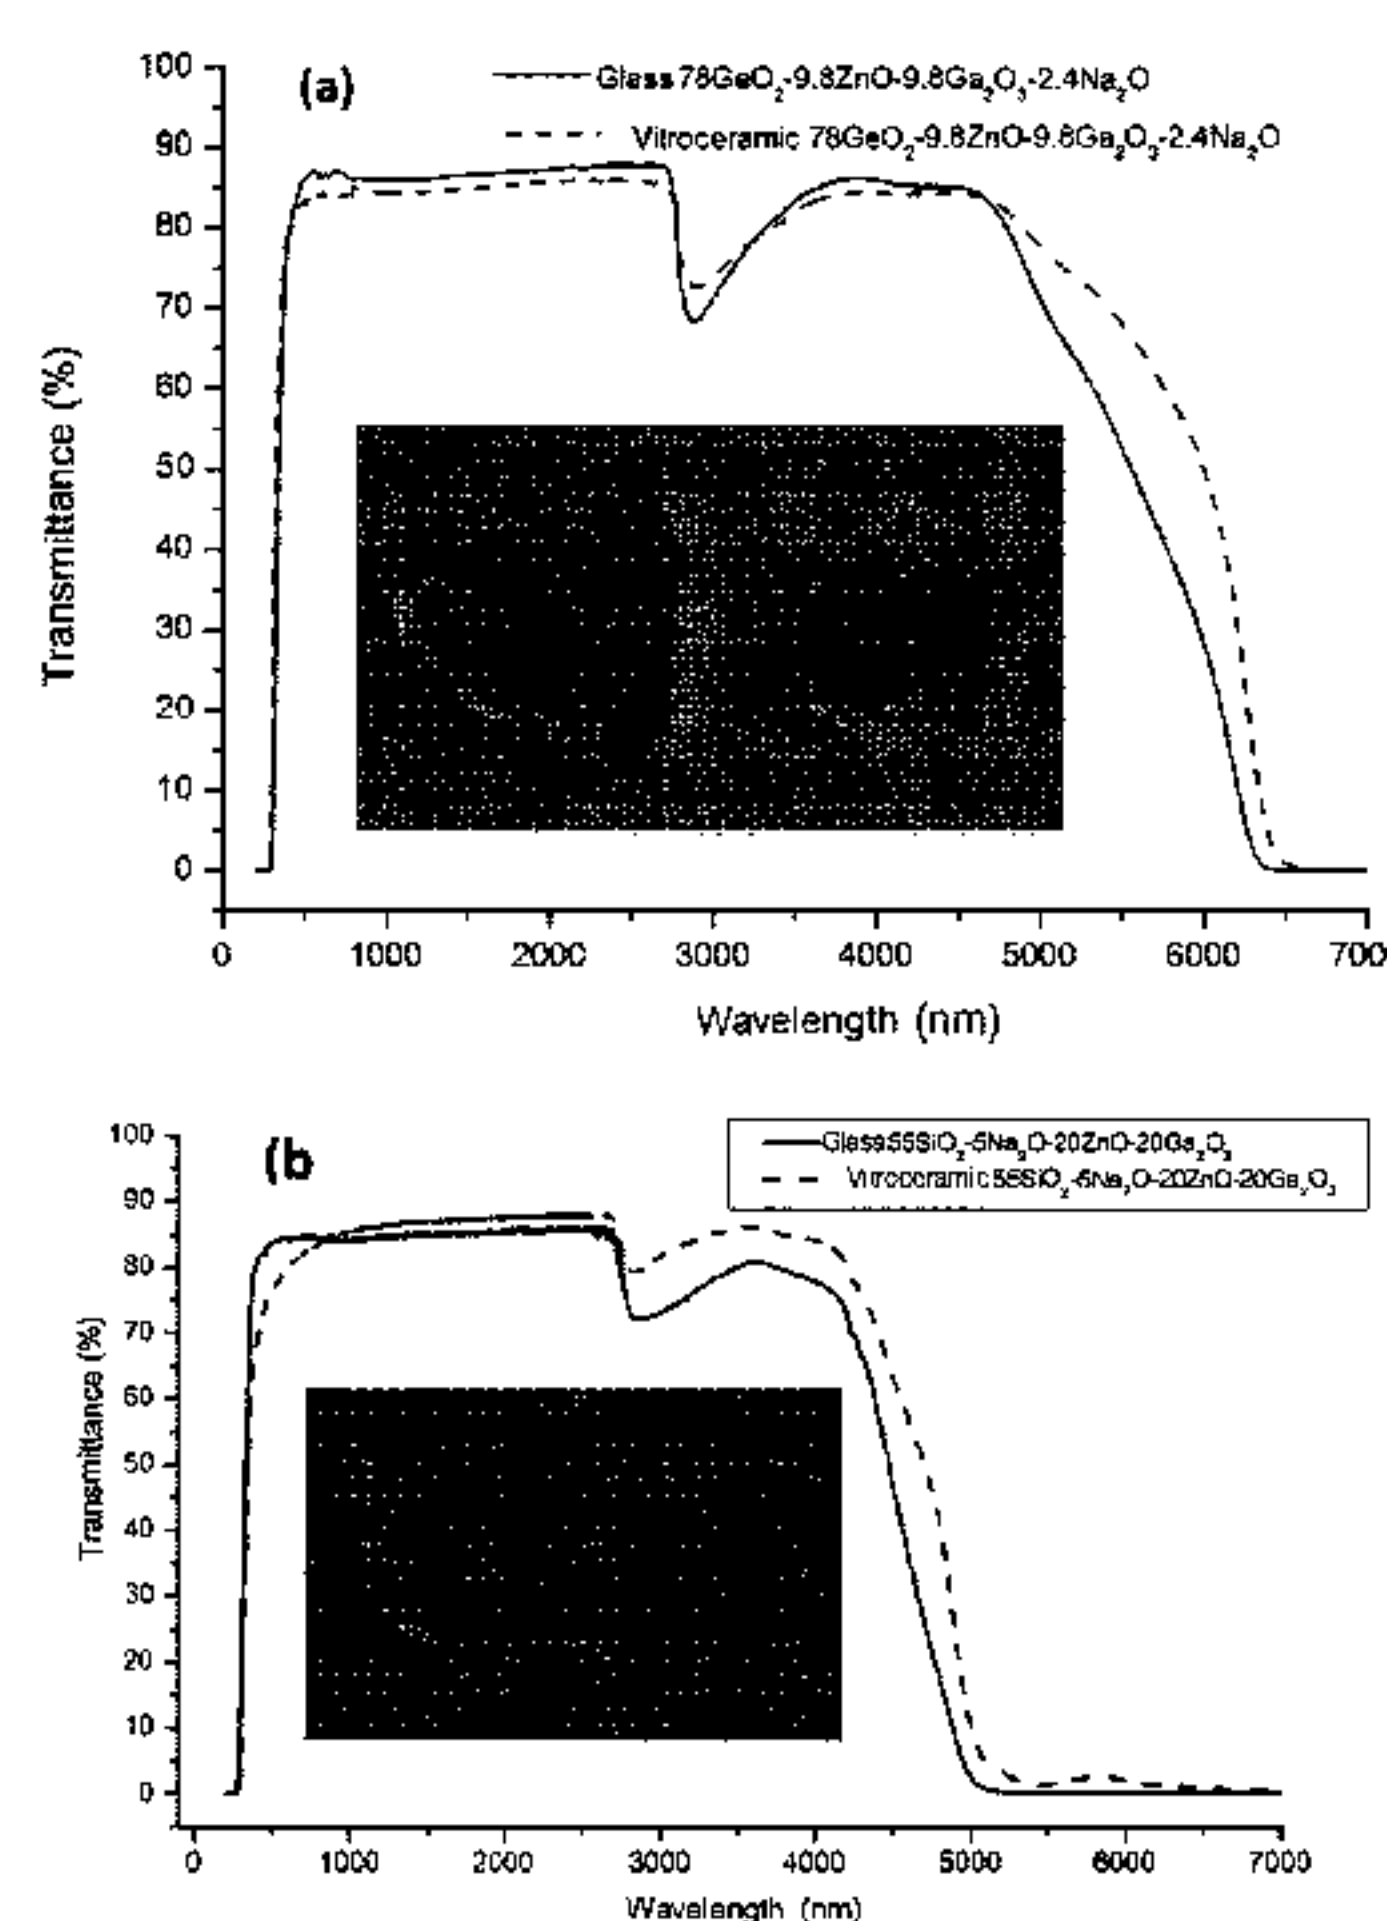 (a)
Glass 78GeO₂-9.8ZnO-9.8Ga₂O₃-2.4Na₂O
Vitroceramic 78GeO₂-9.8ZnO-9.8Ga₂O₃-2.4Na₂O
Transmittance (%)
100
90
80
70
60
50
40
30
20
10
0
0 1000 2000 3000 4000 5000 6000 700
Wavelength (nm)
(b
Glass55SiO₂-5Na₂O-20ZnO-20Ga₂O₃
Vitroceramic55SiO₂-5Na₂O-20ZnO-20Ga₂O₃
Transmittance (%)
100
90
80
70
60
50
40
30
20
10
0
0 1000 2000 3000 4000 5000 6000 7000
Wavelength (nm)